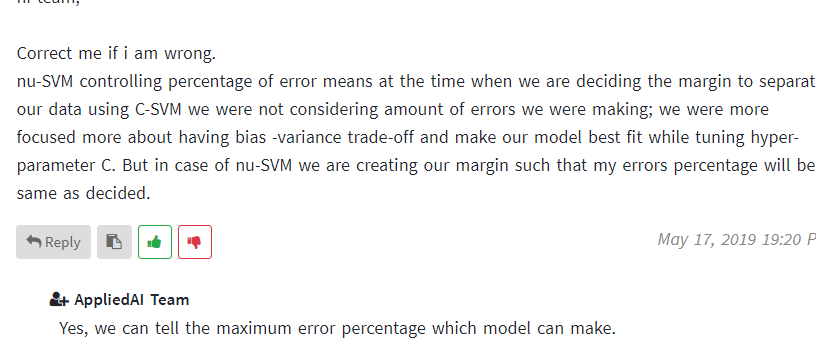 Correct me if i am wrong.
nu-SVM controlling percentage of error means at the time when we are deciding the margin to separat
our data using C-SVM we were not considering amount of errors we were making; we were more
focused more about having bias -variance trade-off and make our model best fit while tuning hyper-
parameter C. But in case of nu-SVM we are creating our margin such that my errors percentage will be
same as decided.
Reply
May 17, 2019 19:20 P
AppliedAI Team
Yes, we can tell the maximum error percentage which model can make.